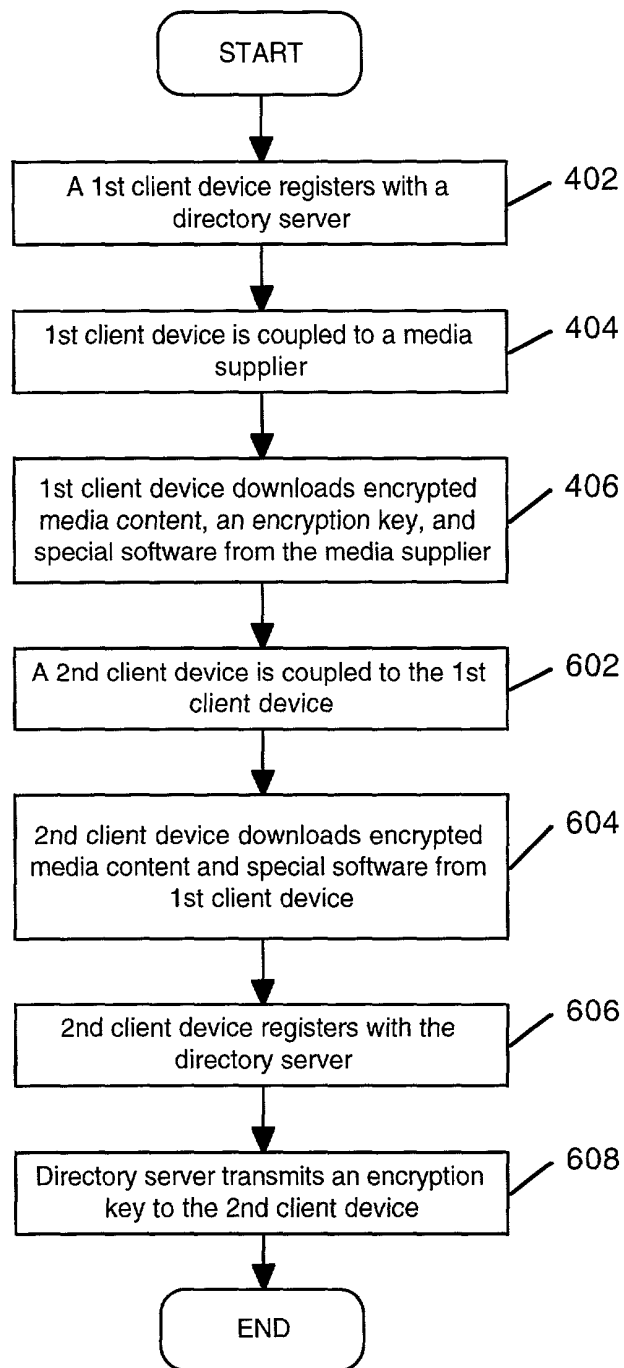 START
A 1st client device registers with a
directory server
402
1st client device is coupled to a media
supplier
404
1st client device downloads encrypted
media content, an encryption key, and
special software from the media supplier
406
A 2nd client device is coupled to the 1st
client device
602
2nd client device downloads encrypted
media content and special software from
1st client device
604
2nd client device registers with the
directory server
606
Directory server transmits an encryption
key to the 2nd client device
608
END